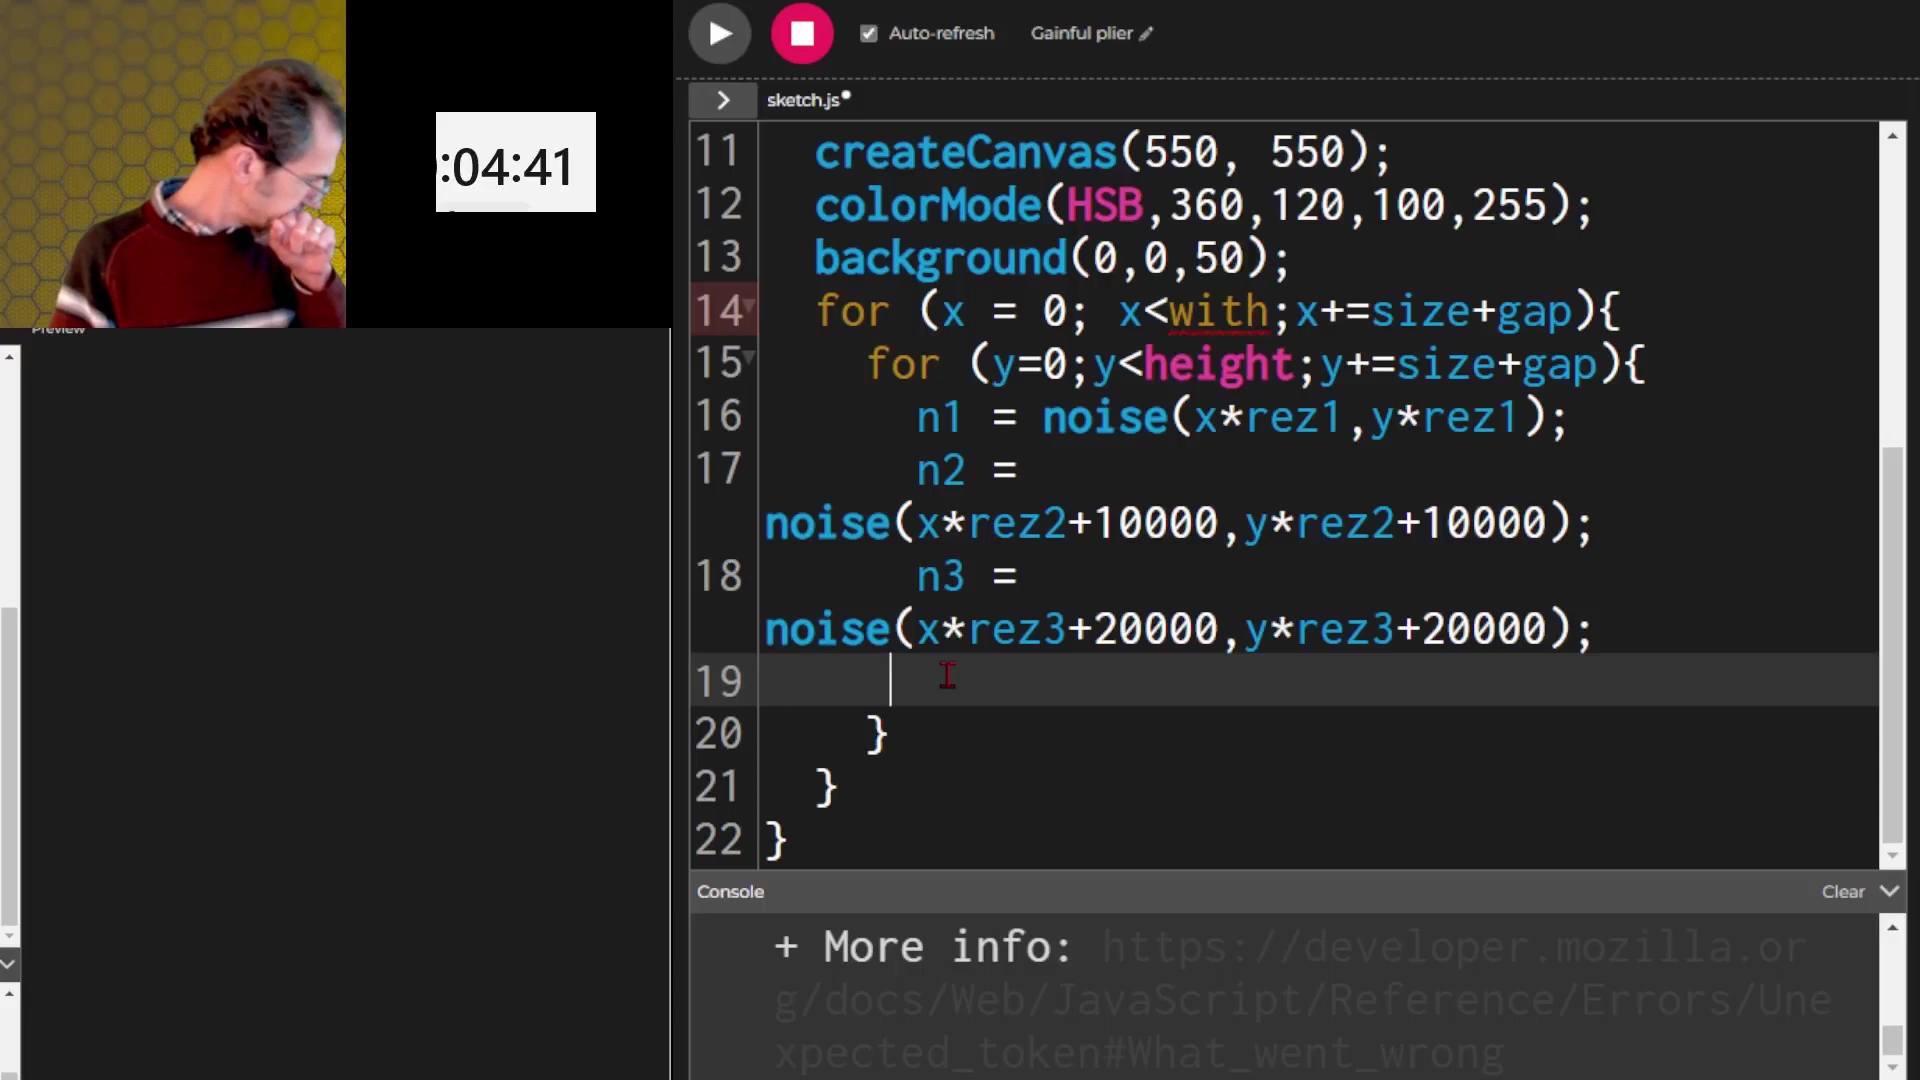 Auto-refresh
Gainful plier
sketch.js
:04:41
Preview
11 createCanvas(550, 550);
12 colorMode(HSB,360,120,100,255);
13 background(0,0,50);
14 for (x = 0; x<with;x+=size+gap){
15 for (y=0;y<height;y+=size+gap){
16 n1 = noise(x*rez1,y*rez1);
17 n2 =
noise(x*rez2+10000,y*rez2+10000);
18 n3 =
noise(x*rez3+20000,y*rez3+20000);
19
20 }
21 }
22 }
Console
Clear
+ More info: https://developer.mozilla.or
g/docs/Web/JavaScript/Reference/Errors/Une
xpected_token#What_went_wrong